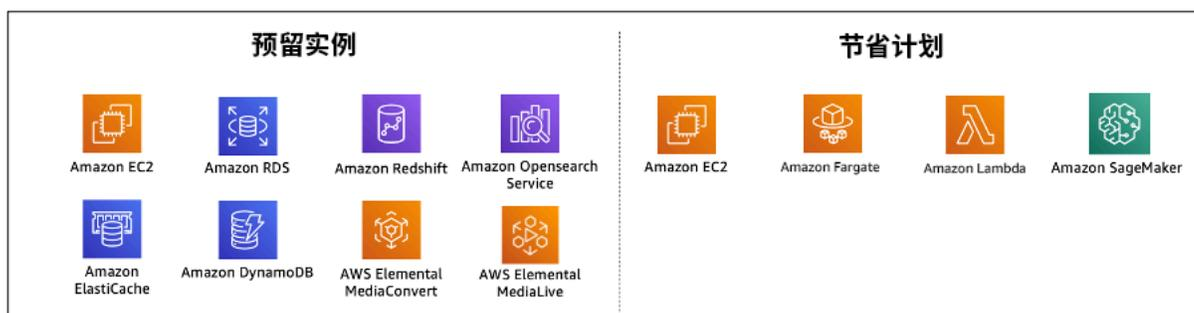 预留实例
节省计划
Amazon EC2
Amazon RDS
Amazon Redshift
Amazon Opensearch
Service
Amazon EC2
Amazon Fargate
Amazon Lambda
Amazon SageMaker
Amazon
ElastiCache
Amazon DynamoDB
AWS Elemental
MediaConvert
AWS Elemental
MediaLive